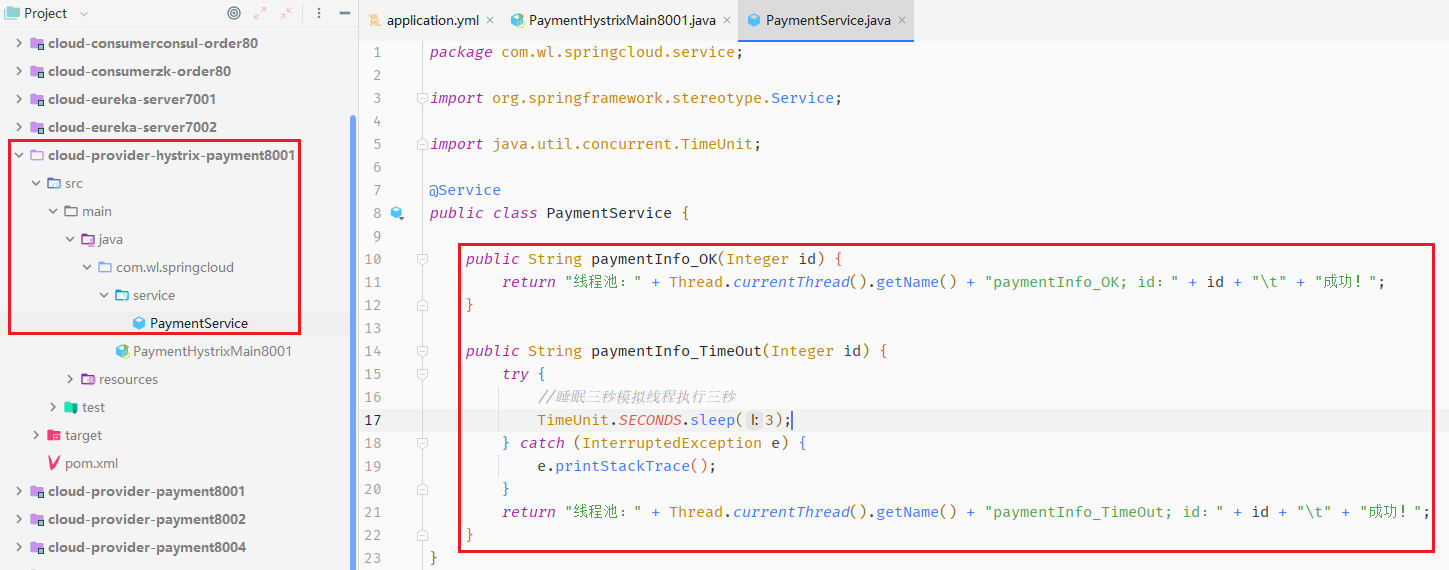 Project
cloud-consumerconsul-order80
cloud-consumerzk-order80
cloud-eureka-server7001
cloud-eureka-server7002
cloud-provider-hystrix-payment8001
src
main
java
com.wl.springcloud
service
PaymentService
PaymentHystrixMain8001
resources
test
target
pom.xml
cloud-provider-payment8001
cloud-provider-payment8002
cloud-provider-payment8004
application.yml
PaymentHystrixMain8001.java
PaymentService.java
1 package com.wl.springcloud.service;
2
3 import org.springframework.stereotype.Service;
4
5 import java.util.concurrent.TimeUnit;
6
7 @Service
8 public class PaymentService {
9
10 public String paymentInfo_OK(Integer id) {
11 return "线程池：" + Thread.currentThread().getName() + "paymentInfo_OK; id：" + id + "\t" + "成功！";
12 }
13
14 public String paymentInfo_TimeOut(Integer id) {
15 try {
16 //睡眠三秒模拟线程执行三秒
17 TimeUnit.SECONDS.sleep( l: 3);
18 } catch (InterruptedException e) {
19 e.printStackTrace();
20 }
21 return "线程池：" + Thread.currentThread().getName() + "paymentInfo_TimeOut; id：" + id + "\t" + "成功！";
22 }
23 }